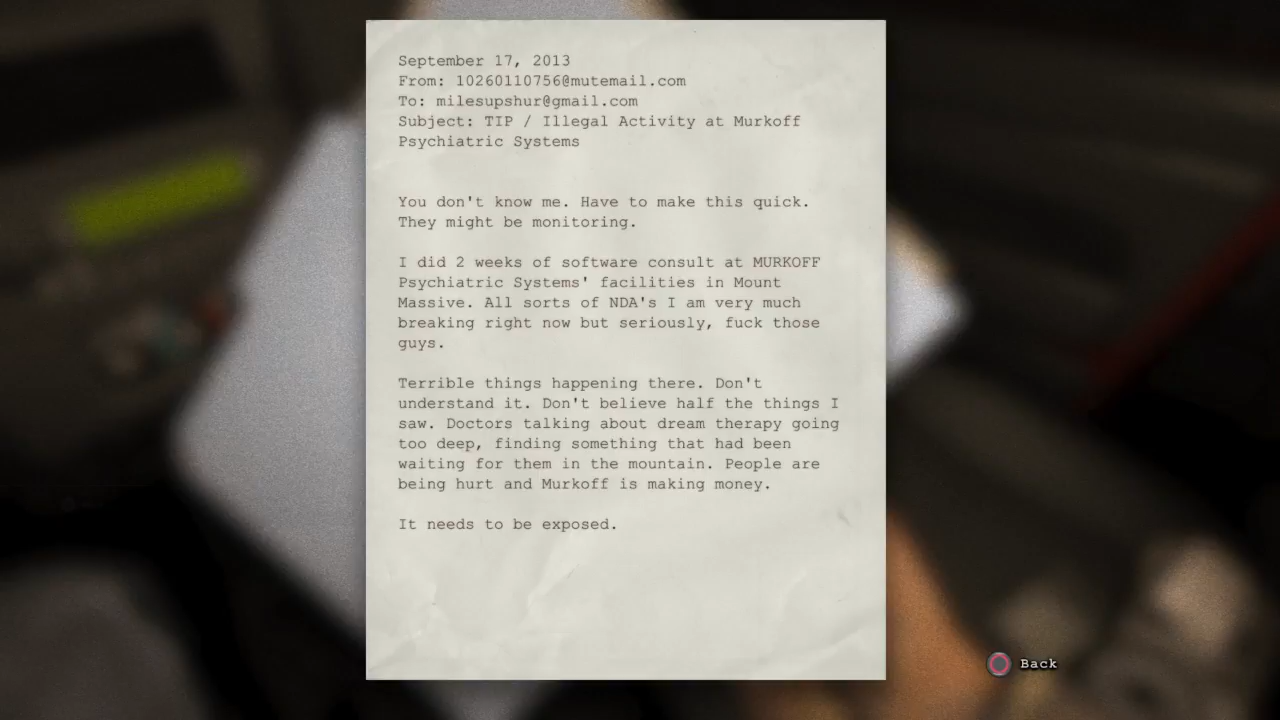 September 17, 2013
From: 10260110756@mutemail.com
To: milesupshur@gmail.com
Subject: TIP / Illegal Activity at Murkoff
Psychiatric Systems
You don't know me. Have to make this quick.
They might be monitoring.
I did 2 weeks of software consult at MURKOFF
Psychiatric Systems' facilities in Mount
Massive. All sorts of NDA's I am very much
breaking right now but seriously, fuck those
guys.
Terrible things happening there. Don't
understand it. Don't believe half the things I
saw. Doctors talking about dream therapy going
too deep, finding something that had been
waiting for them in the mountain. People are
being hurt and Murkoff is making money.
It needs to be exposed.
Back